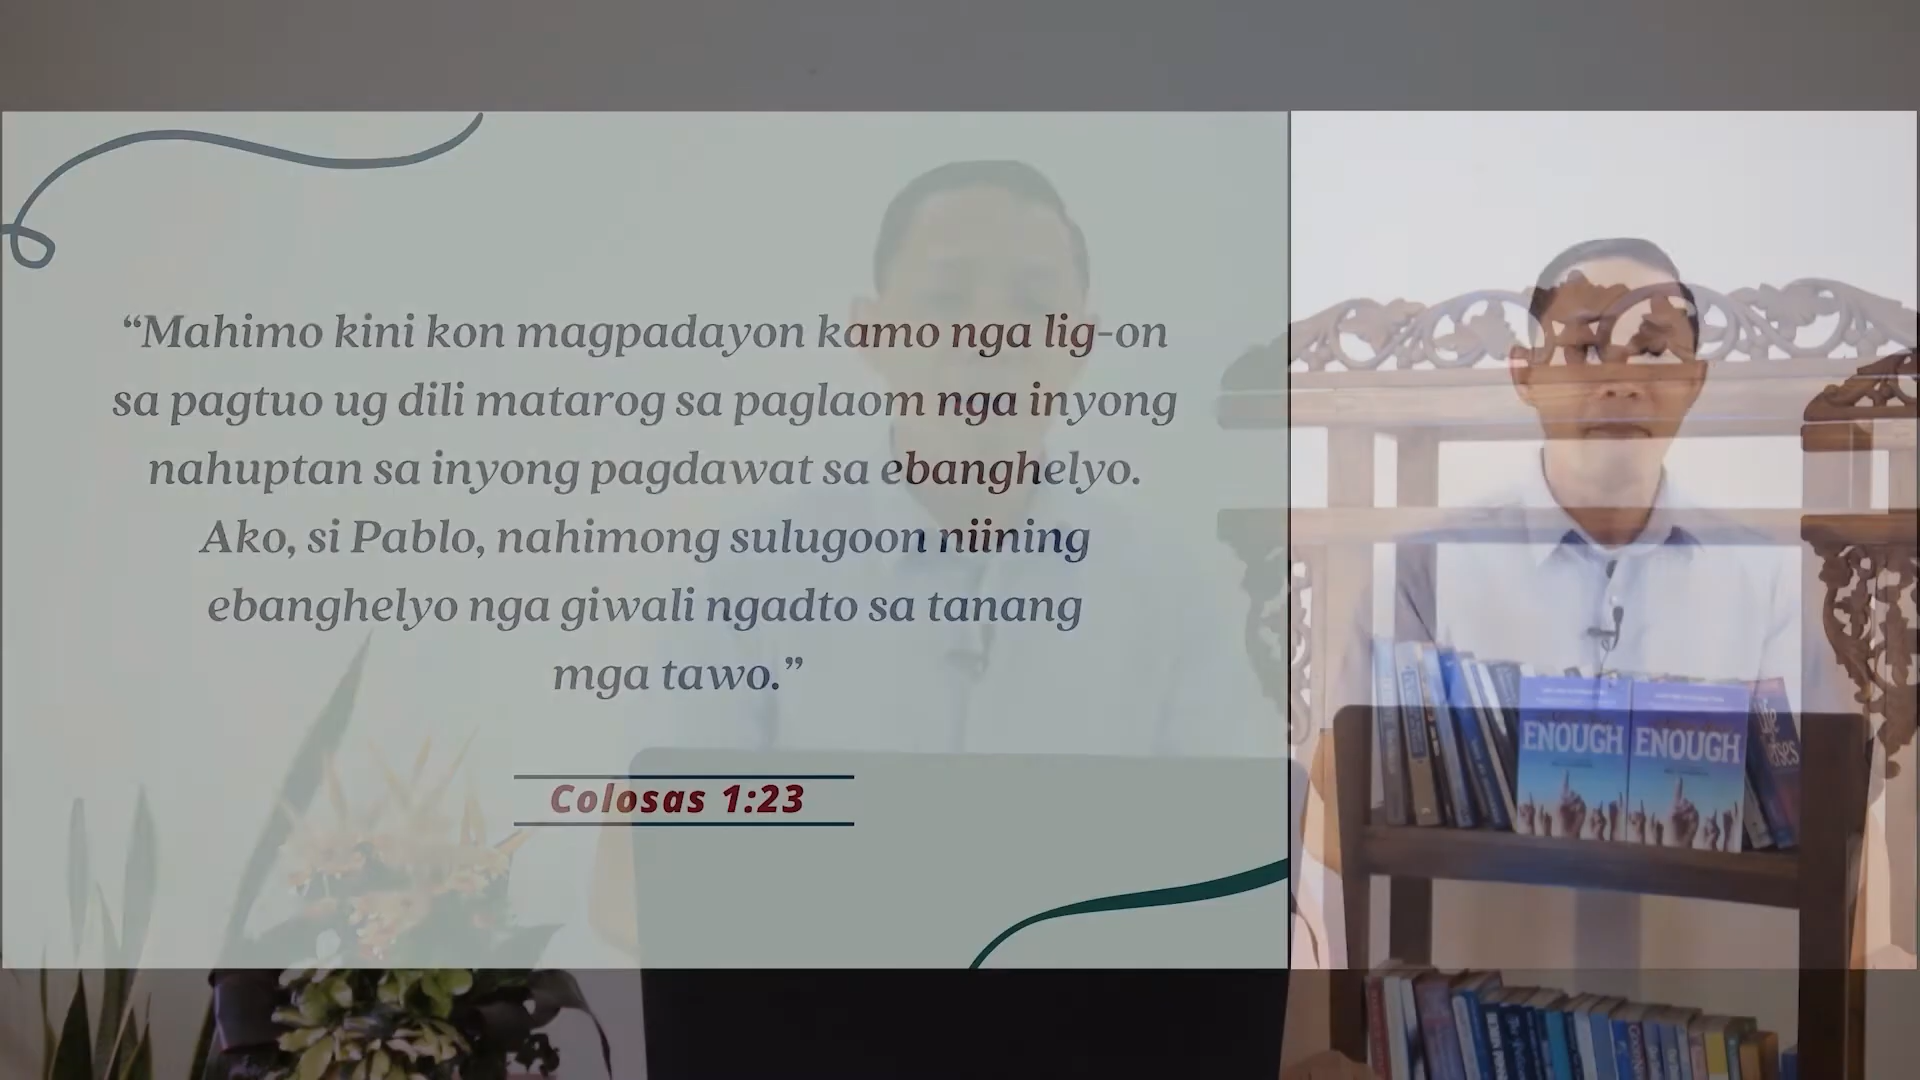 “Mahimo kini kon magpadayon kamo nga lig-on
sa pagtuo ug dili matarog sa paglaom nga inyong
nahuptan sa inyong pagdawat sa ebanghelyo.
Ako, si Pablo, nahimong sulugoon niining
ebanghelyo nga giwali ngadto sa tanang
mga tawo.”
Colosas 1:23
ENOUGH ENOUGH